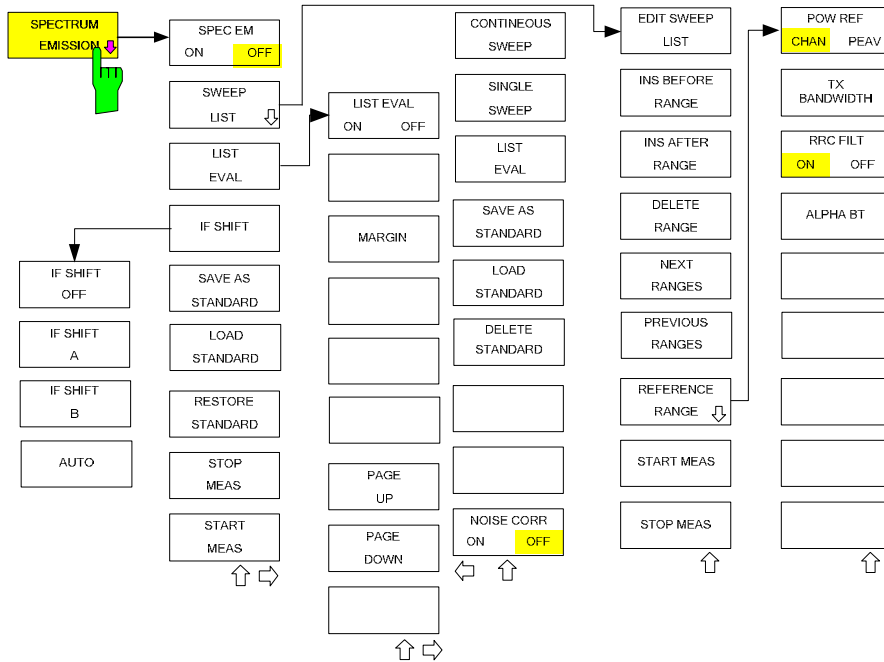 SPECTRUM
EMISSION
SPEC EM
ON OFF
SWEEP
LIST
LIST
EVAL
IF SHIFT
SAVE AS
STANDARD
LOAD
STANDARD
RESTORE
STANDARD
STOP
MEAS
START
MEAS
IF SHIFT
OFF
IF SHIFT
A
IF SHIFT
B
AUTO
LIST EVAL
ON OFF
MARGIN
PAGE
UP
PAGE
DOWN
CONTINEOUS
SWEEP
SINGLE
SWEEP
LIST
EVAL
SAVE AS
STANDARD
LOAD
STANDARD
DELETE
STANDARD
NOISE CORR
ON OFF
EDIT SWEEP
LIST
INS BEFORE
RANGE
INS AFTER
RANGE
DELETE
RANGE
NEXT
RANGES
PREVIOUS
RANGES
REFERENCE
RANGE
START MEAS
STOP MEAS
POW REF
CHAN PEAV
TX
BANDWIDTH
RRC FILT
ON OFF
ALPHA BT